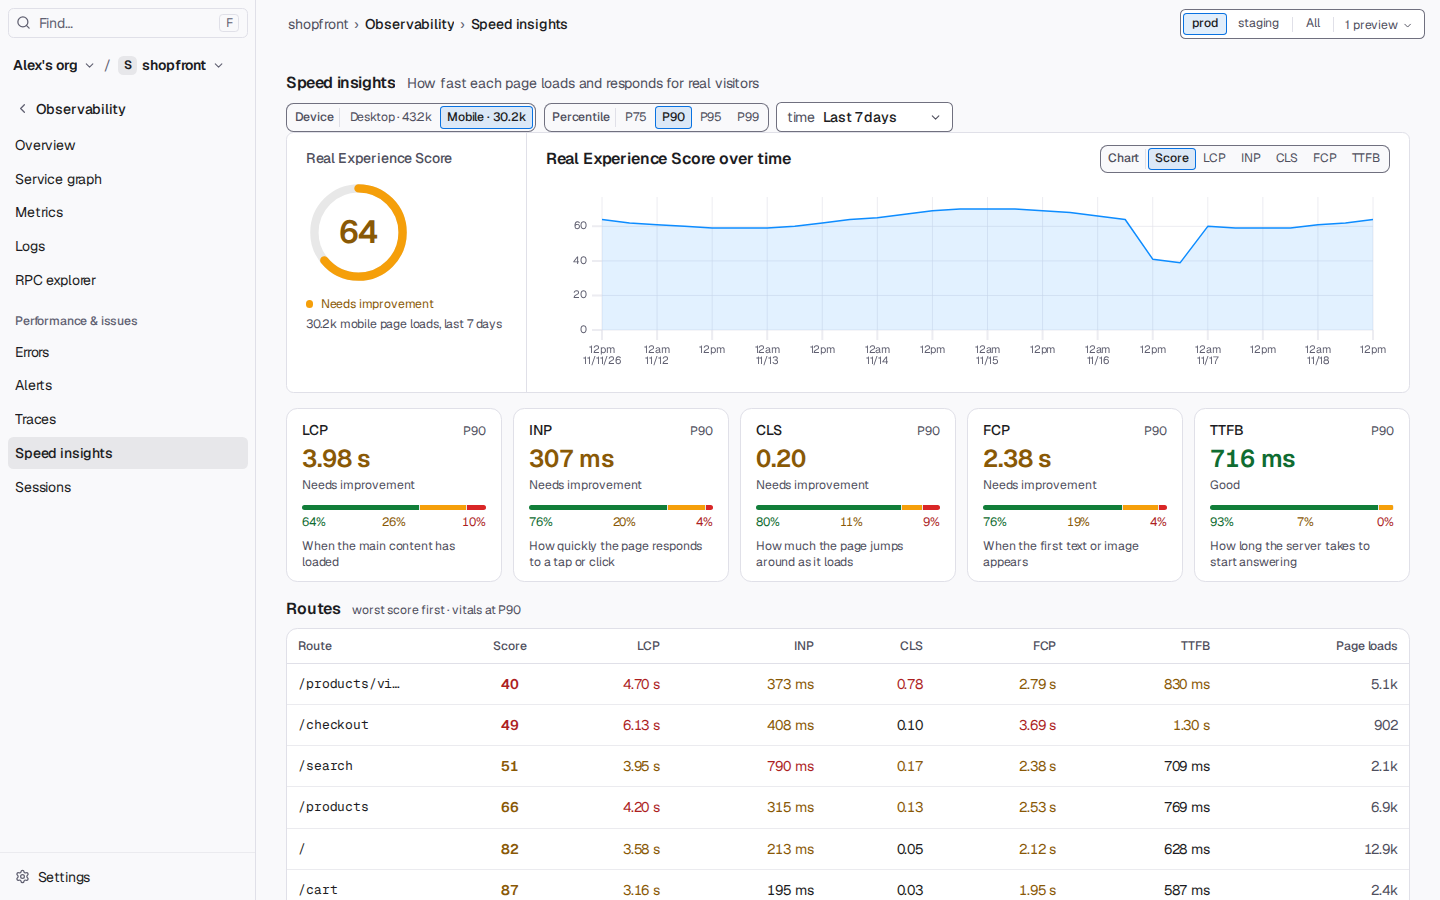 Find... F
Alex's org / S shopfront
Observability
Overview
Service graph
Metrics
Logs
RPC explorer
Performance & issues
Errors
Alerts
Traces
Speed insights
Sessions
Settings
shopfront › Observability › Speed insights
prod staging All 1 preview
Speed insights How fast each page loads and responds for real visitors
Device Desktop · 43.2k Mobile · 30.2k Percentile P75 P90 P95 P99 time Last 7 days
Real Experience Score
64
Needs improvement
30.2k mobile page loads, last 7 days
Real Experience Score over time
Chart Score LCP INP CLS FCP TTFB
60
40
20
0
12pm 12am 12pm 12am 12pm 12am 12pm 12am 12pm 12am 12pm 12am 12pm 12am 12pm
11/11/26 11/12 11/13 11/14 11/15 11/16 11/17 11/18
LCP P90
3.98 s
Needs improvement
64% 26% 10%
When the main content has
loaded
INP P90
307 ms
Needs improvement
76% 20% 4%
How quickly the page responds
to a tap or click
CLS P90
0.20
Needs improvement
80% 11% 9%
How much the page jumps
around as it loads
FCP P90
2.38 s
Needs improvement
76% 19% 4%
When the first text or image
appears
TTFB P90
716 ms
Good
93% 7% 0%
How long the server takes to
start answering
Routes worst score first · vitals at P90
Route Score LCP INP CLS FCP TTFB Page loads
/products/vi… 40 4.70 s 373 ms 0.78 2.79 s 830 ms 5.1k
/checkout 49 6.13 s 408 ms 0.10 3.69 s 1.30 s 902
/search 51 3.95 s 790 ms 0.17 2.38 s 709 ms 2.1k
/products 66 4.20 s 315 ms 0.13 2.53 s 769 ms 6.9k
/ 82 3.58 s 213 ms 0.05 2.12 s 628 ms 12.9k
/cart 87 3.16 s 195 ms 0.03 1.95 s 587 ms 2.4k